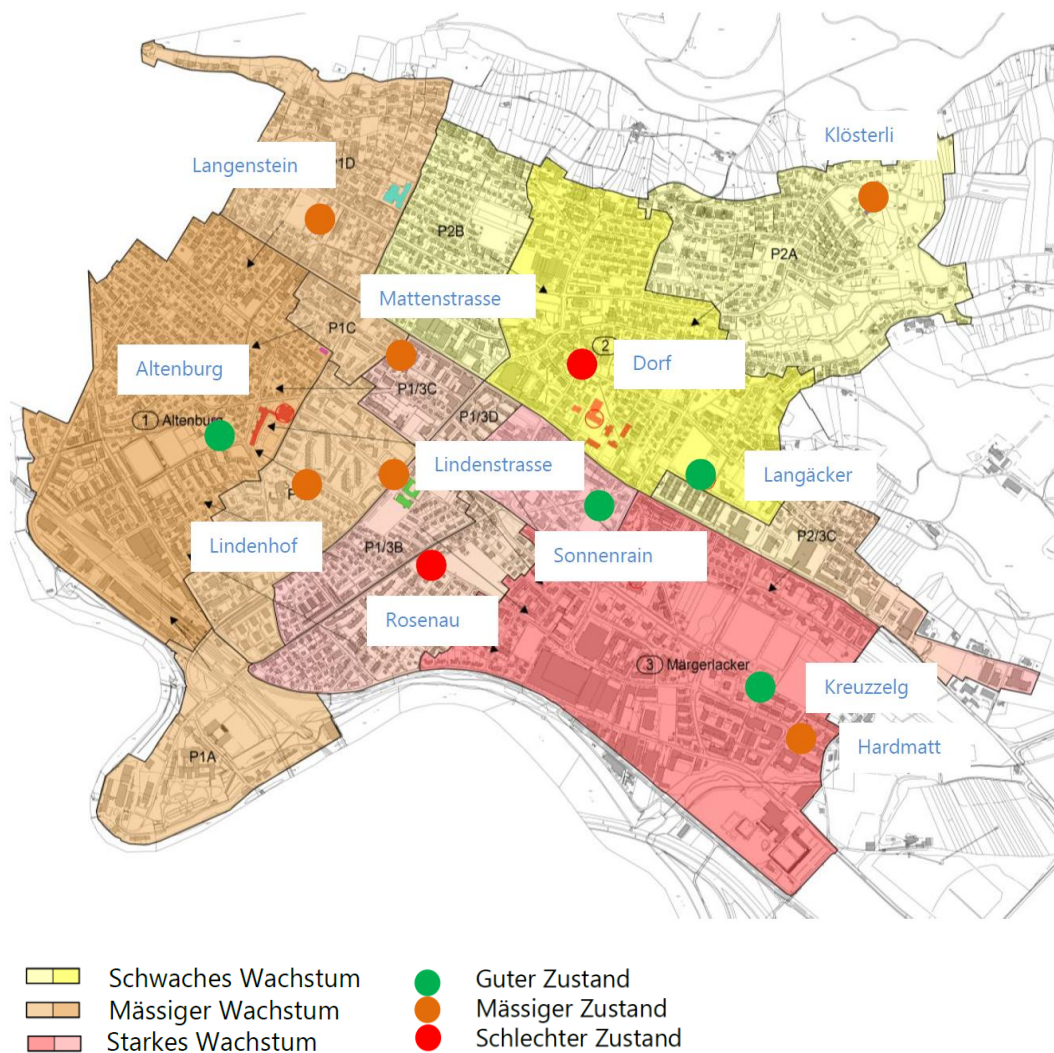 Klösterli
Langenstein
P1D
P2B
P2A
Mattenstrasse
P1C
2
Dorf
Altenburg
P1/3C
P1/3D
1 Altenburg
Lindenstrasse
Langäcker
P2/3C
Lindenhof
P1/3B
Sonnenrain
Rosenau
3 Märgerlacker
Kreuzzelg
Hardmatt
P1A
Schwaches Wachstum
Mässiger Wachstum
Starkes Wachstum
Guter Zustand
Mässiger Zustand
Schlechter Zustand